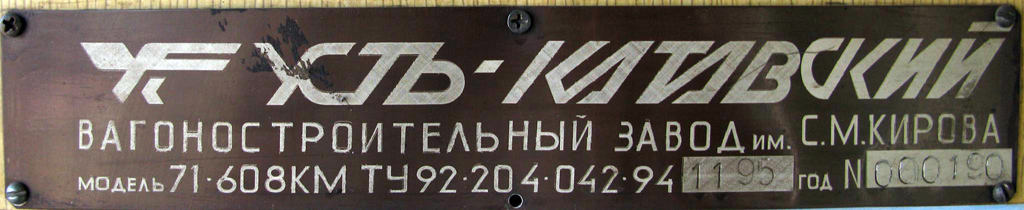 УСТЬ-КАТАВСКИЙ
ВАГОНОСТРОИТЕЛЬНЫЙ ЗАВОД им. С.М.КИРОВА
МОДЕЛЬ 71·608КМ ТУ92·204·042·94 11 95 ГОД N 000190